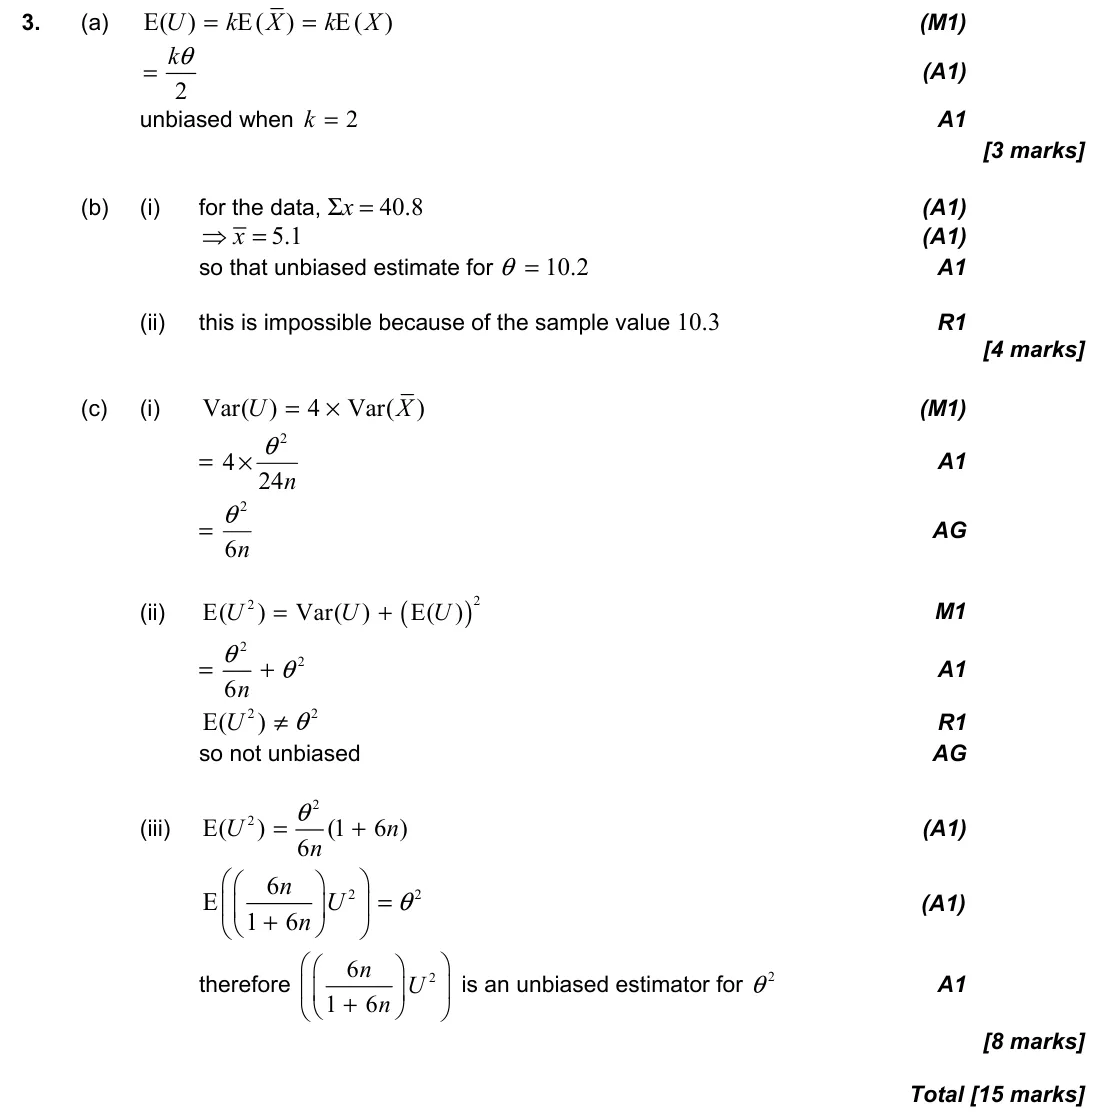 3. (a) E(U) = kE(X̄) = kE(X) (M1)
= kθ/2 (A1)
unbiased when k = 2 A1
[3 marks]
(b) (i) for the data, Σx = 40.8 (A1)
⇒ x̄ = 5.1 (A1)
so that unbiased estimate for θ = 10.2 A1
(ii) this is impossible because of the sample value 10.3 R1
[4 marks]
(c) (i) Var(U) = 4 × Var(X̄) (M1)
= 4 × θ²/24n A1
= θ²/6n AG
(ii) E(U²) = Var(U) + (E(U))² M1
= θ²/6n + θ² A1
E(U²) ≠ θ² R1
so not unbiased AG
(iii) E(U²) = θ²/6n (1 + 6n) (A1)
E((6n/(1 + 6n))U²) = θ² (A1)
therefore ((6n/(1 + 6n))U²) is an unbiased estimator for θ² A1
[8 marks]
Total [15 marks]